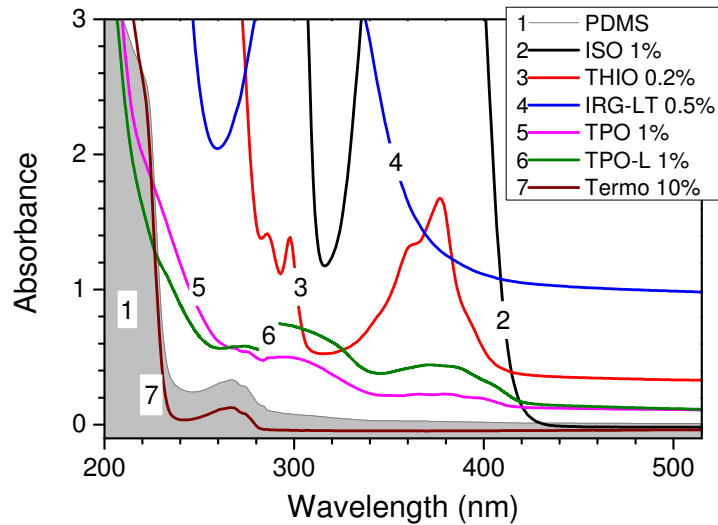 3
2
1
0
Absorbance
200
300
400
500
Wavelength (nm)
1 PDMS
2 ISO 1%
3 THIO 0.2%
4 IRG-LT 0.5%
5 TPO 1%
6 TPO-L 1%
7 Termo 10%
4
5
3
1
6
2
7